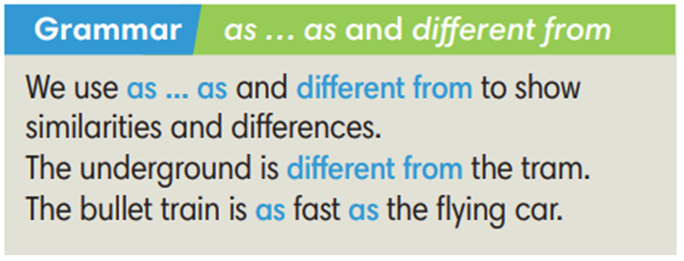 Grammar as ... as and different from
We use as ... as and different from to show
similarities and differences.
The underground is different from the tram.
The bullet train is as fast as the flying car.